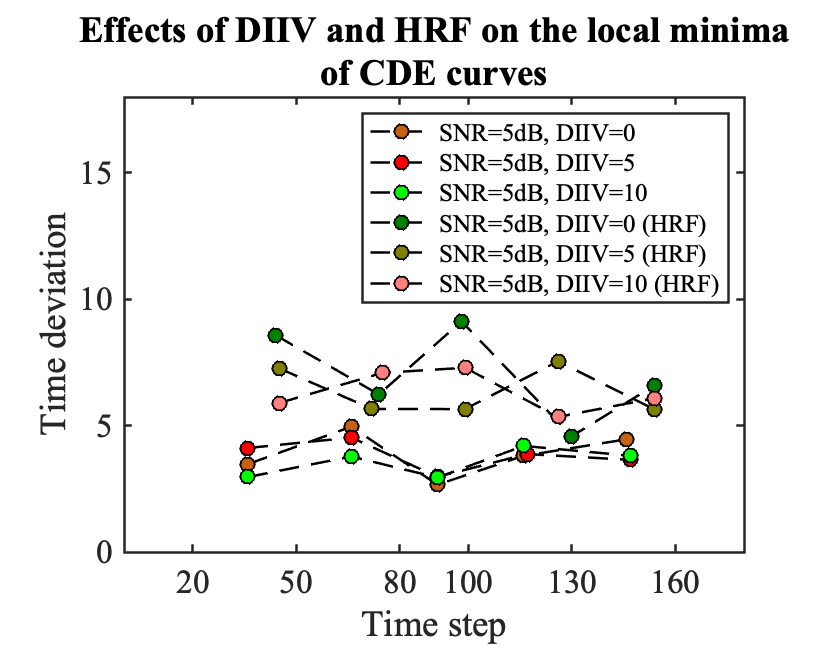 Effects of DIIV and HRF on the local minima
of CDE curves
SNR=5dB, DIIV=0
SNR=5dB, DIIV=5
SNR=5dB, DIIV=10
SNR=5dB, DIIV=0 (HRF)
SNR=5dB, DIIV=5 (HRF)
SNR=5dB, DIIV=10 (HRF)
Time deviation
15
10
5
0
20 50 80 100 130 160
Time step